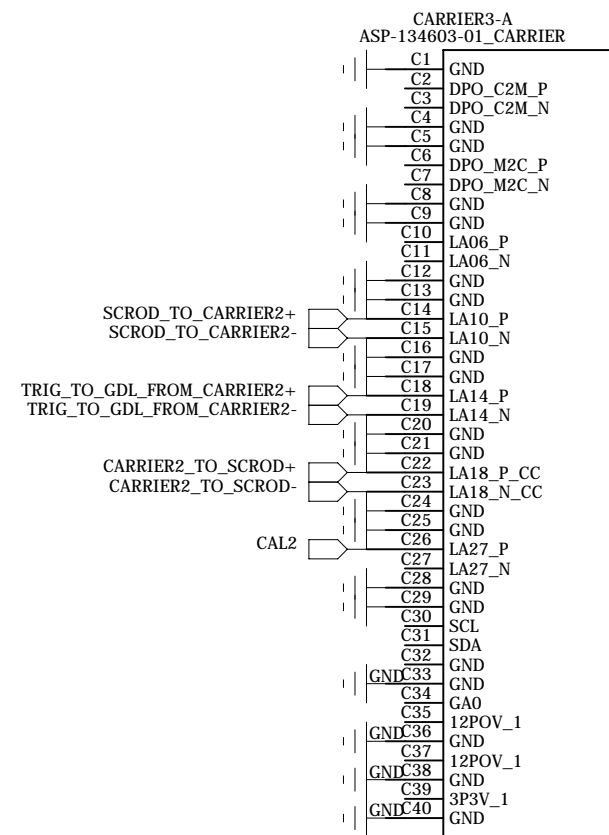 CARRIER3-A
ASP-134603-01_CARRIER
C1 GND
C2 DPO_C2M_P
C3 DPO_C2M_N
C4 GND
C5 GND
C6 DPO_M2C_P
C7 DPO_M2C_N
C8 GND
C9 GND
C10 LA06_P
C11 LA06_N
C12 GND
C13 GND
SCROD_TO_CARRIER2+ C14 LA10_P
SCROD_TO_CARRIER2- C15 LA10_N
C16 GND
C17 GND
TRIG_TO_GDL_FROM_CARRIER2+ C18 LA14_P
TRIG_TO_GDL_FROM_CARRIER2- C19 LA14_N
C20 GND
C21 GND
CARRIER2_TO_SCROD+ C22 LA18_P_CC
CARRIER2_TO_SCROD- C23 LA18_N_CC
C24 GND
C25 GND
CAL2 C26 LA27_P
C27 LA27_N
C28 GND
C29 GND
C30 SCL
C31 SDA
C32 GND
GND C33 GND
C34 GA0
C35 12POV_1
GND C36 GND
C37 12POV_1
GND C38 GND
C39 3P3V_1
GND C40 GND